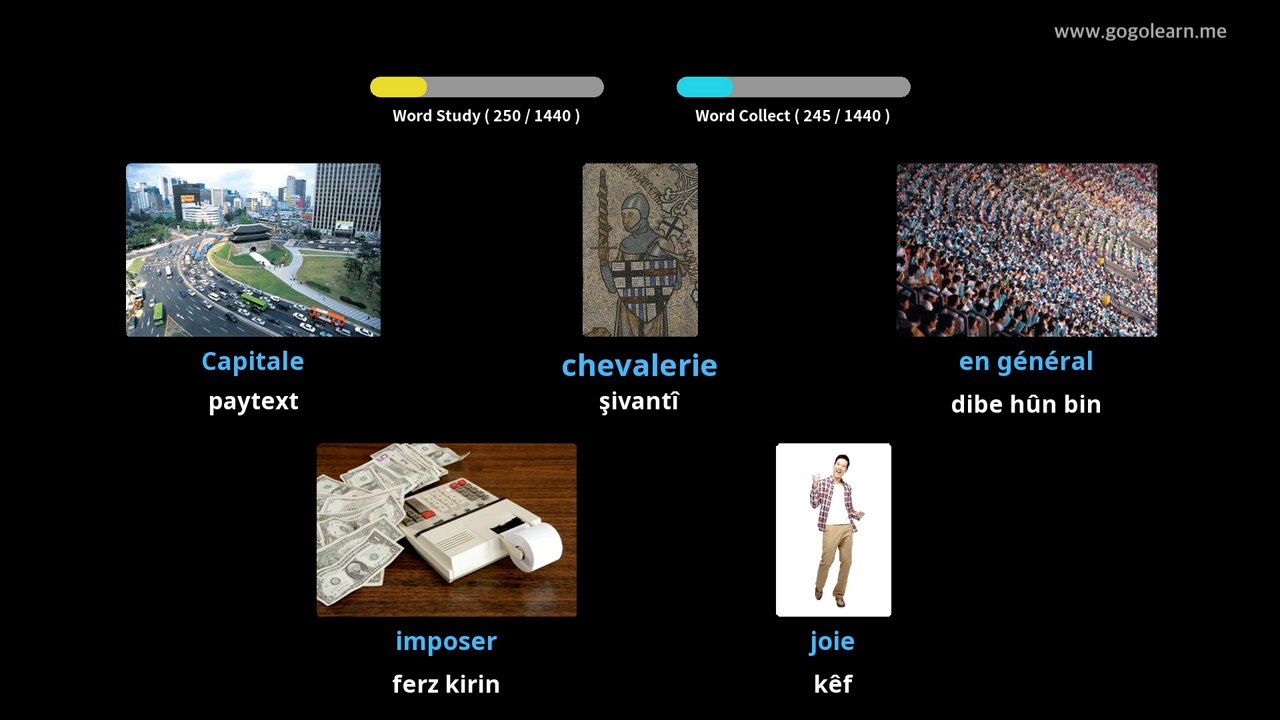 www.gogolearn.me
Word Study ( 250 / 1440 )
Word Collect ( 245 / 1440 )
Capitale
paytext
chevalerie
şivantî
en général
dibe hûn bin
imposer
ferz kirin
joie
kêf